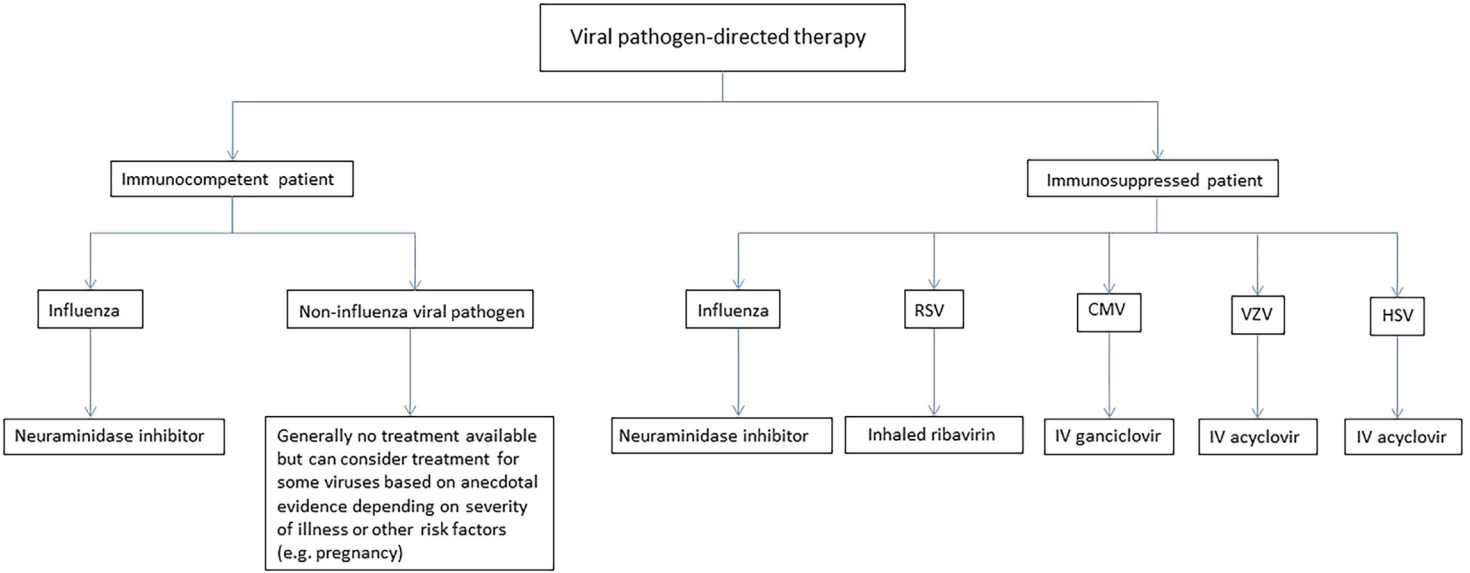 Viral pathogen-directed therapy
Immunocompetent patient
Immunosuppressed patient
Influenza
Non-influenza viral pathogen
Influenza
RSV
CMV
VZV
HSV
Neuraminidase inhibitor
Generally no treatment available
but can consider treatment for
some viruses based on anecdotal
evidence depending on severity
of illness or other risk factors
(e.g. pregnancy)
Neuraminidase inhibitor
Inhaled ribavirin
IV ganciclovir
IV acyclovir
IV acyclovir